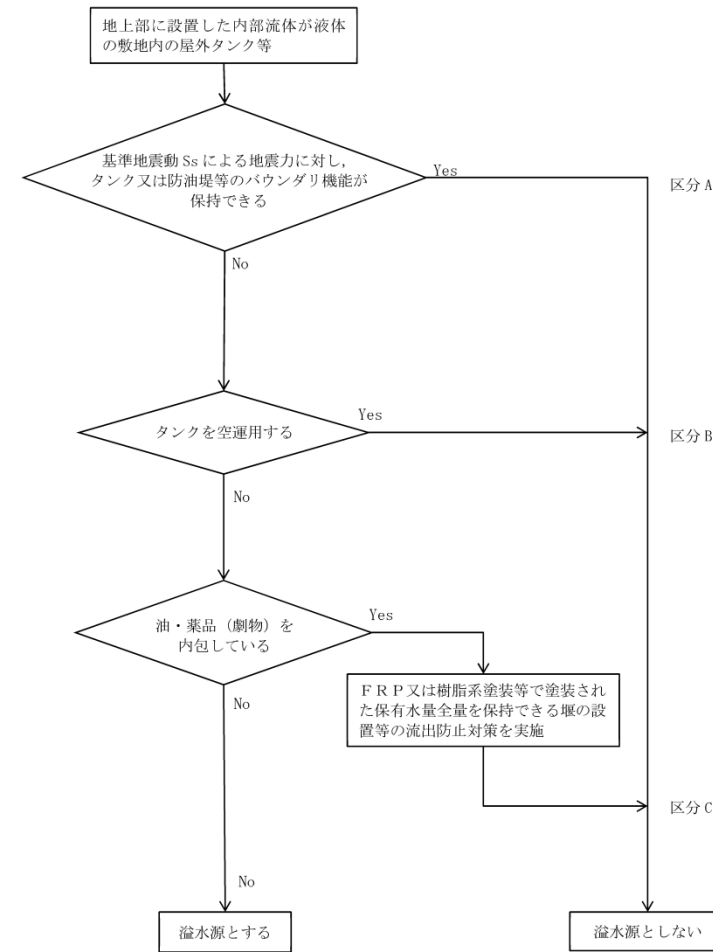 地上部に設置した内部流体が液体
の敷地内の屋外タンク等
基準地震動 Ss による地震力に対し，
タンク又は防油堤等のバウンダリ機能が
保持できる
Yes
区分 A
No
タンクを空運用する
Yes
区分 B
No
油・薬品（劇物）を
内包している
Yes
No
ＦＲＰ又は樹脂系塗装等で塗装され
た保有水量全量を保持できる堰の設
置等の流出防止対策を実施
区分 C
No
溢水源とする
溢水源としない